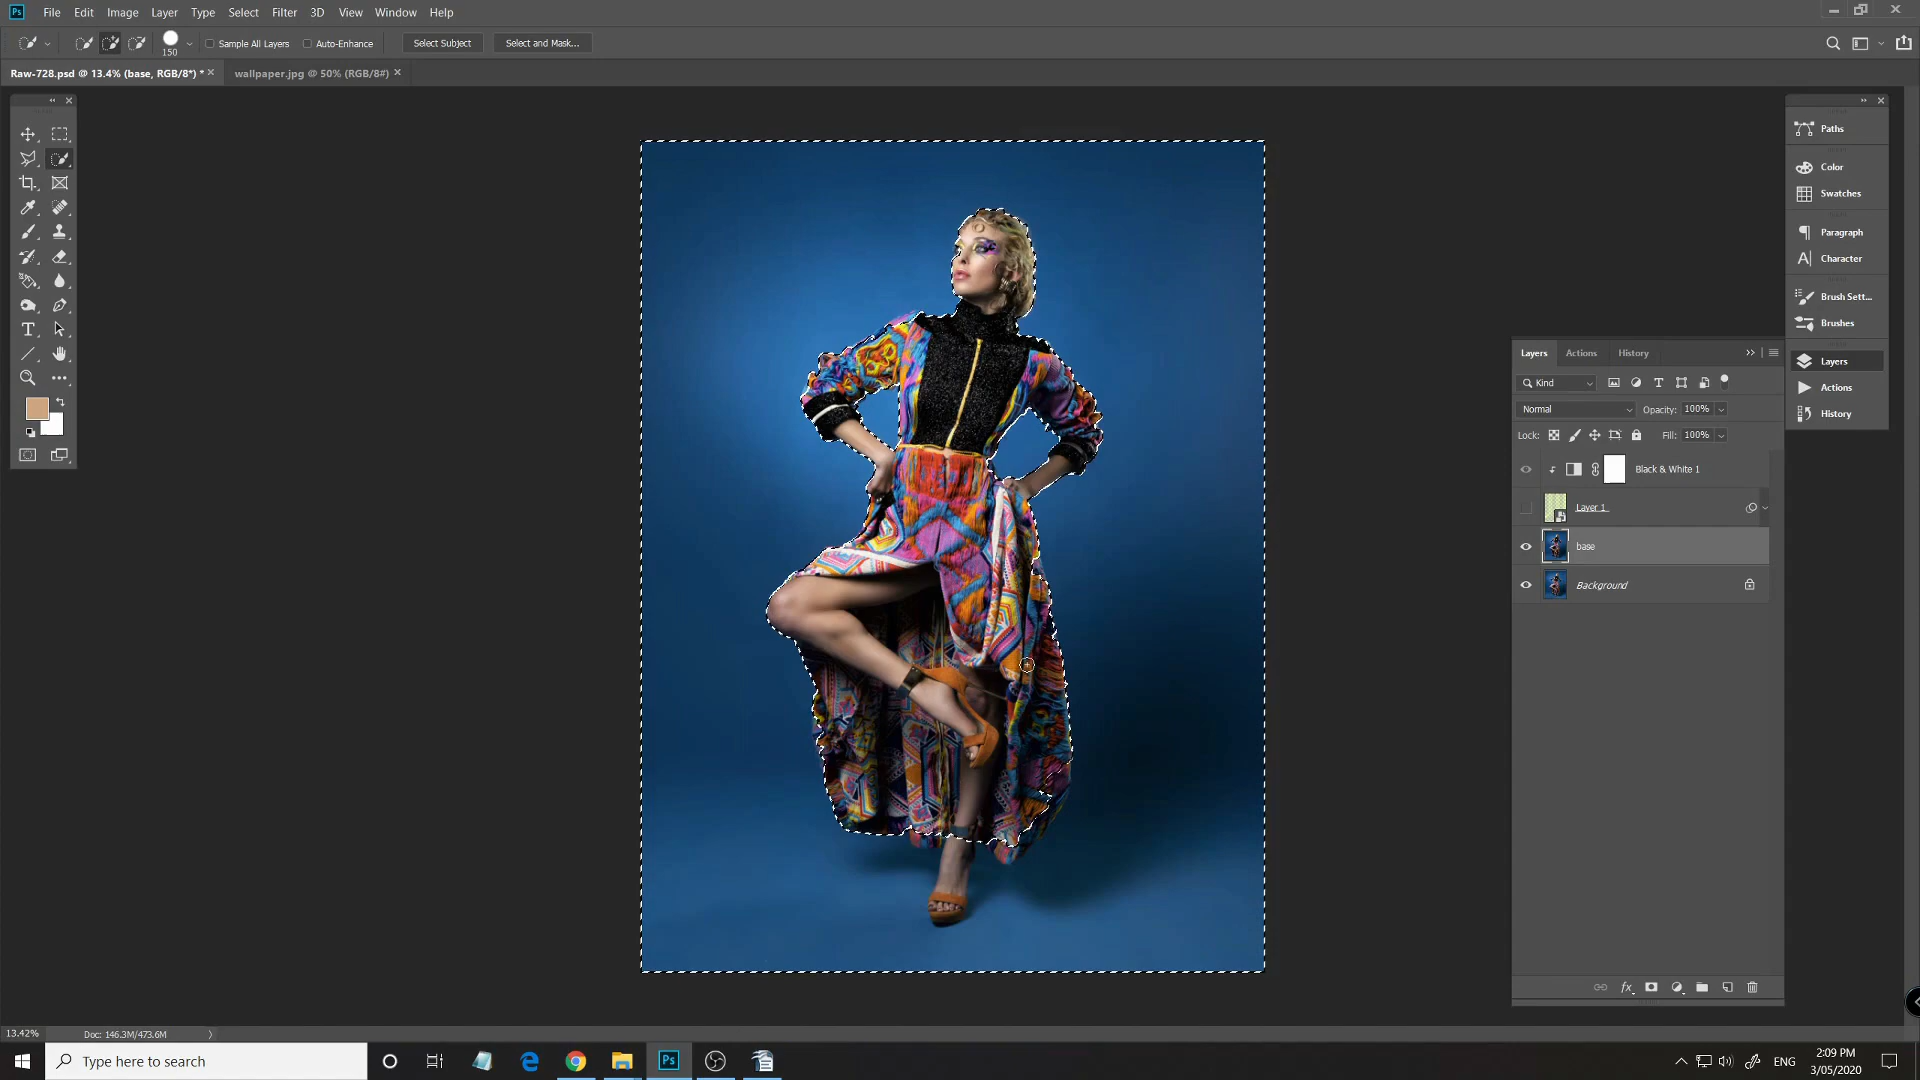 Ps File Edit Image Layer Type Select Filter 3D View Window Help
150 Sample All Layers Auto-Enhance Select Subject Select and Mask...
Raw-728.psd @ 13.4% (base, RGB/8*) * × wallpaper.jpg @ 50% (RGB/8#) ×
Paths
Color
Swatches
Paragraph
Character
Brush Sett...
Brushes
Layers
Actions
History
Layers Actions History
Kind
Normal Opacity: 100%
Lock: Fill: 100%
Black & White 1
Layer 1
base
Background
fx
13.42% Doc: 146.3M/473.6M
Type here to search
Ps
ENG
2:09 PM
3/05/2020